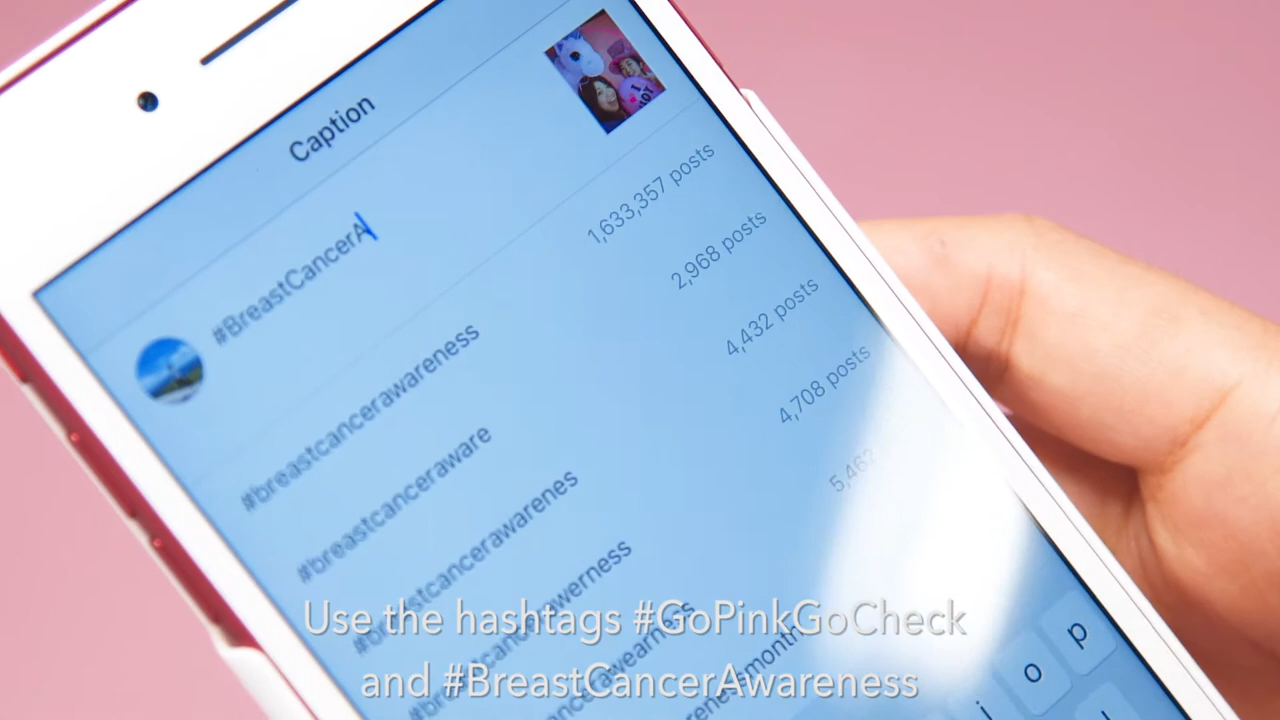 Caption
#BreastCancerA
#breastcancerawareness 1,633,357 posts
#breastcanceraware 2,968 posts
#breastcancerawarenes 4,432 posts
4,708 posts
Use the hashtags #GoPinkGoCheck
and #BreastCancerAwareness
o p